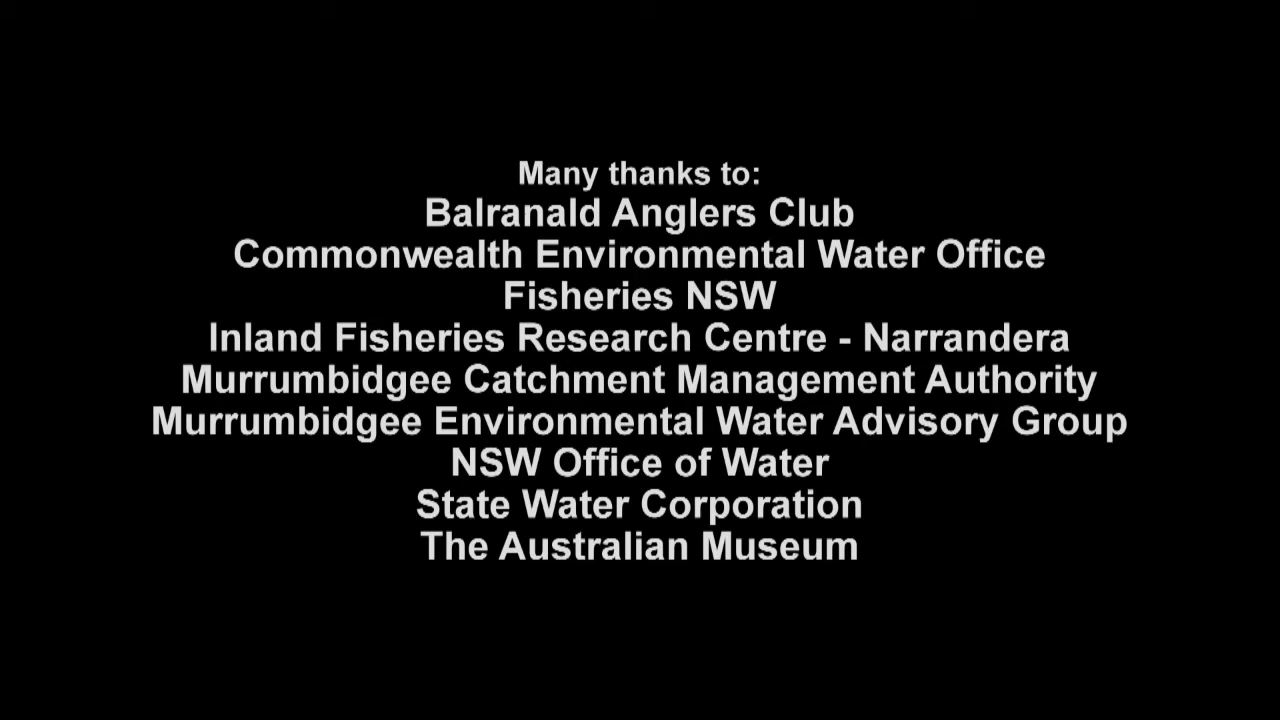 Many thanks to:
Balranald Anglers Club
Commonwealth Environmental Water Office
Fisheries NSW
Inland Fisheries Research Centre - Narrandera
Murrumbidgee Catchment Management Authority
Murrumbidgee Environmental Water Advisory Group
NSW Office of Water
State Water Corporation
The Australian Museum